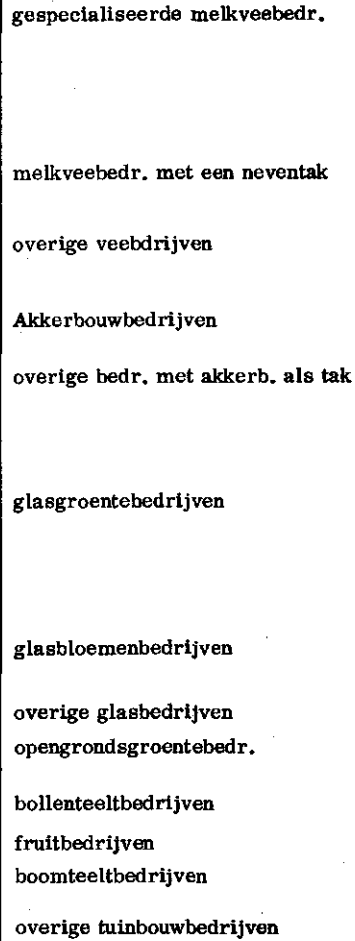 gespecialiseerde melkveebedr.
melkveebedr. met een neventak
overige veebdrijven
Akkerbouwbedrijven
overige bedr. met akkerb. als tak
glasgroentebedrijven
glasbloemenbedrijven
overige glasbedrijven
opengrondsgroentebedr.
bollenteeltbedrijven
fruitbedrijven
boomteeltbedrijven
overige tuinbouwbedrijven